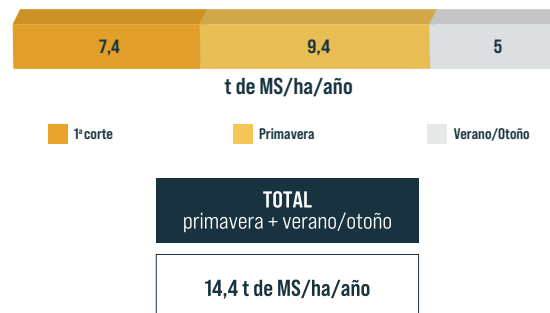 7,4 9,4 5
t de MS/ha/año
1ª corte Primavera Verano/Otoño
TOTAL
primavera + verano/otoño
14,4 t de MS/ha/año